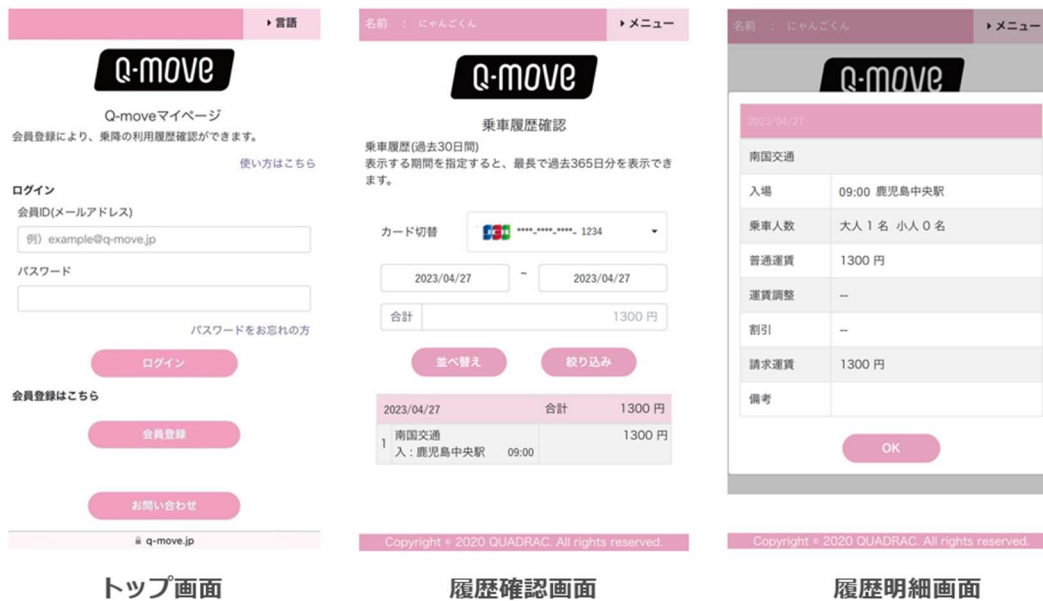 言語
Q-move
Q-moveマイページ
会員登録により、乗降の利用履歴確認ができます。
使い方はこちら
ログイン
会員ID(メールアドレス)
例）example@q-move.jp
パスワード
パスワードをお忘れの方
ログイン
会員登録はこちら
会員登録
お問い合わせ
q-move.jp
トップ画面
名前 : にゃんごくん
メニュー
Q-move
乗車履歴確認
乗車履歴(過去30日間)
表示する期間を指定すると、最長で過去365日分を表示でき
ます。
カード切替 JCB ****-****-****- 1234
2023/04/27 ~ 2023/04/27
合計 1300 円
並べ替え 絞り込み
2023/04/27 合計 1300 円
1 南国交通 1300 円
入 : 鹿児島中央駅 09:00
Copyright © 2020 QUADRAC. All rights reserved.
履歴確認画面
名前 : にゃんごくん
メニュー
Q-move
2023/04/27
南国交通
入場 09:00 鹿児島中央駅
乗車人数 大人 1 名 小人 0 名
普通運賃 1300 円
運賃調整 --
割引 --
請求運賃 1300 円
備考
OK
Copyright © 2020 QUADRAC. All rights reserved.
履歴明細画面